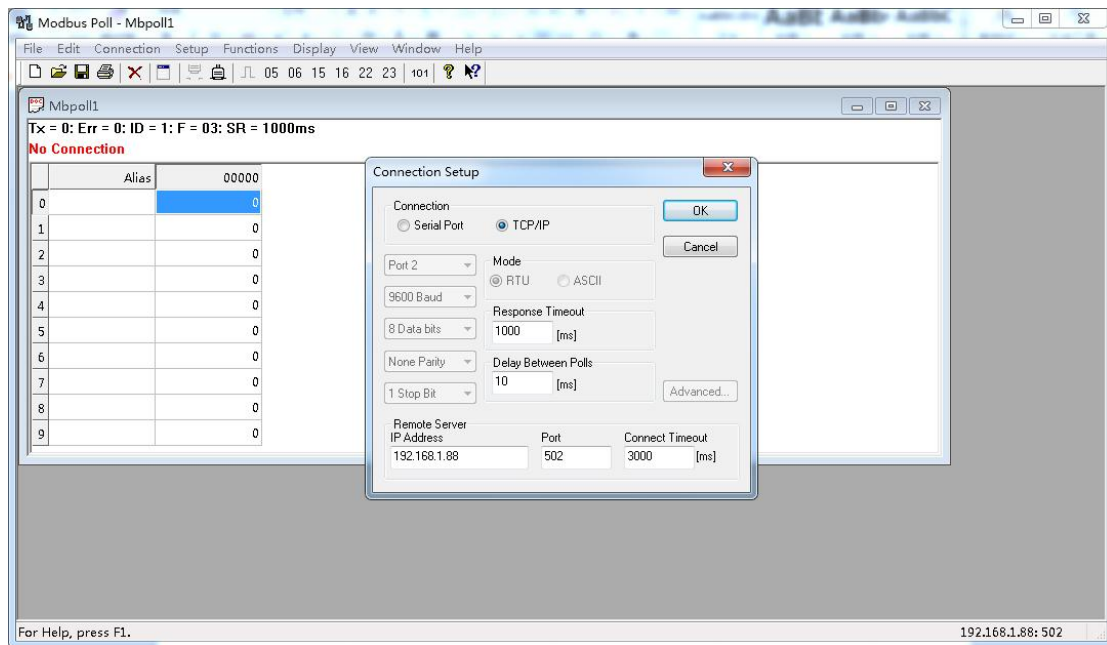 Modbus Poll - Mbpoll1
File Edit Connection Setup Functions Display View Window Help
05 06 15 16 22 23 101
Mbpoll1
Tx = 0: Err = 0: ID = 1: F = 03: SR = 1000ms
No Connection
Alias 00000
0 0
1 0
2 0
3 0
4 0
5 0
6 0
7 0
8 0
9 0
Connection Setup
Connection
Serial Port TCP/IP
OK
Cancel
Port 2
9600 Baud
8 Data bits
None Parity
1 Stop Bit
Mode
RTU ASCII
Response Timeout
1000 [ms]
Delay Between Polls
10 [ms]
Advanced...
Remote Server
IP Address Port Connect Timeout
192.168.1.88 502 3000 [ms]
For Help, press F1. 192.168.1.88: 502